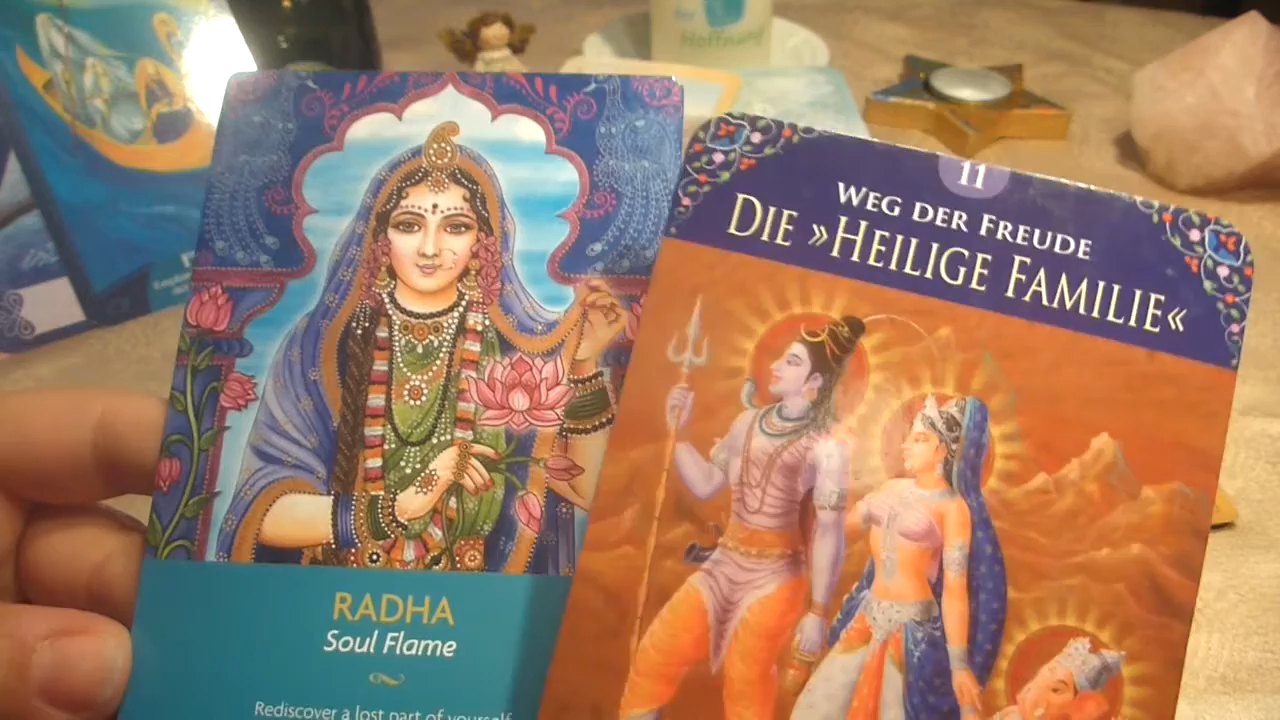 Hoffnung
RADHA
Soul Flame
Rediscover a lost part of yourself
11
WEG DER FREUDE
DIE »HEILIGE FAMILIE«